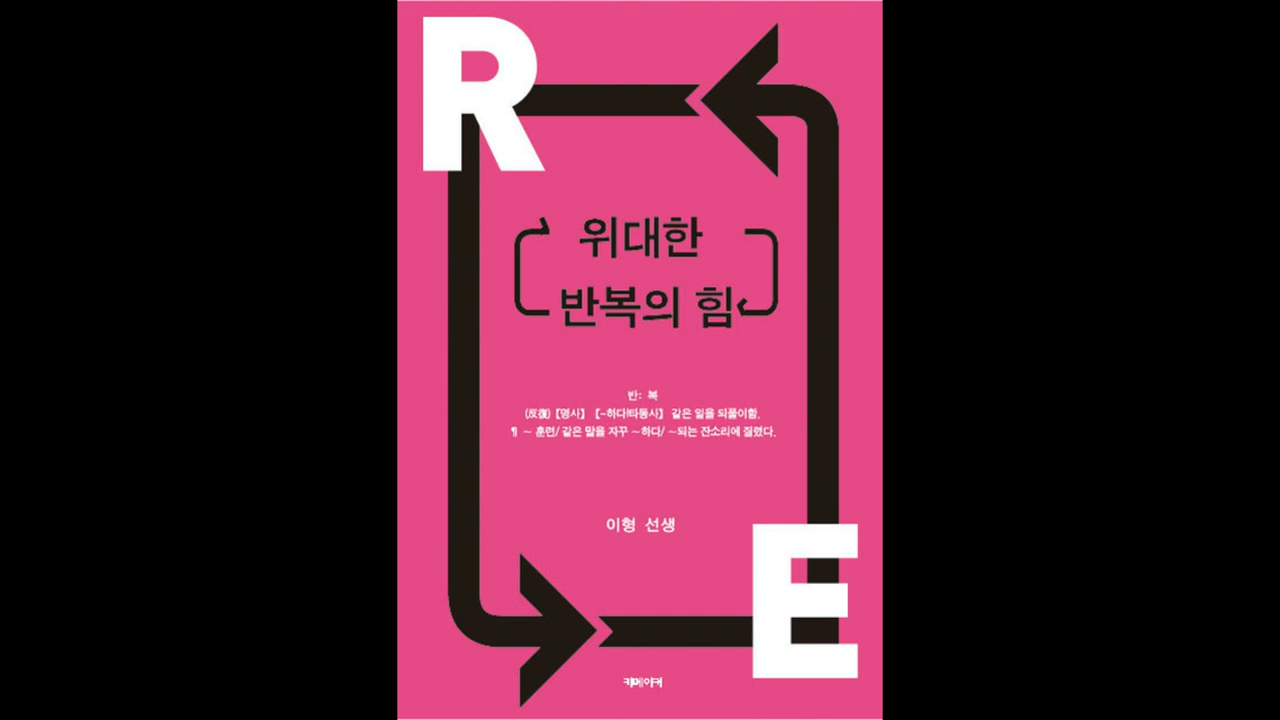 R
위대한
반복의 힘
반: 복
(反復)【명사】【~하다|타동사】 같은 일을 되풀이함.
¶ ~ 훈련/ 같은 말을 자꾸 ~하다/ ~되는 잔소리에 질렸다.
이형 선생
E
키메이커